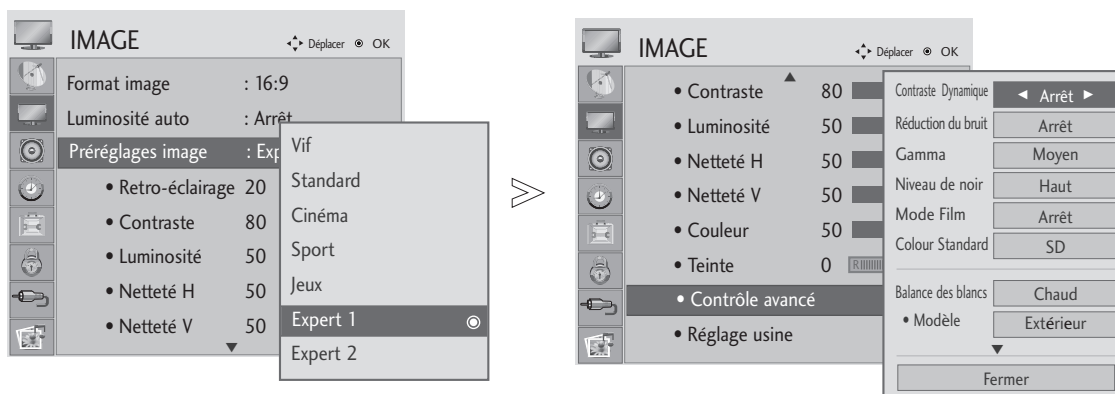 IMAGE
Déplacer OK
Format image : 16:9
Luminosité auto : Arrêt
Préréglages image : Exp
• Retro-éclairage 20
• Contraste 80
• Luminosité 50
• Netteté H 50
• Netteté V 50
Vif
Standard
Cinéma
Sport
Jeux
Expert 1
Expert 2
IMAGE
Déplacer OK
• Contraste 80
• Luminosité 50
• Netteté H 50
• Netteté V 50
• Couleur 50
• Teinte 0 R
• Contrôle avancé
• Réglage usine
Contraste Dynamique ◄ Arrêt ►
Réduction du bruit Arrêt
Gamma Moyen
Niveau de noir Haut
Mode Film Arrêt
Colour Standard SD
Balance des blancs Chaud
• Modèle Extérieur
Fermer